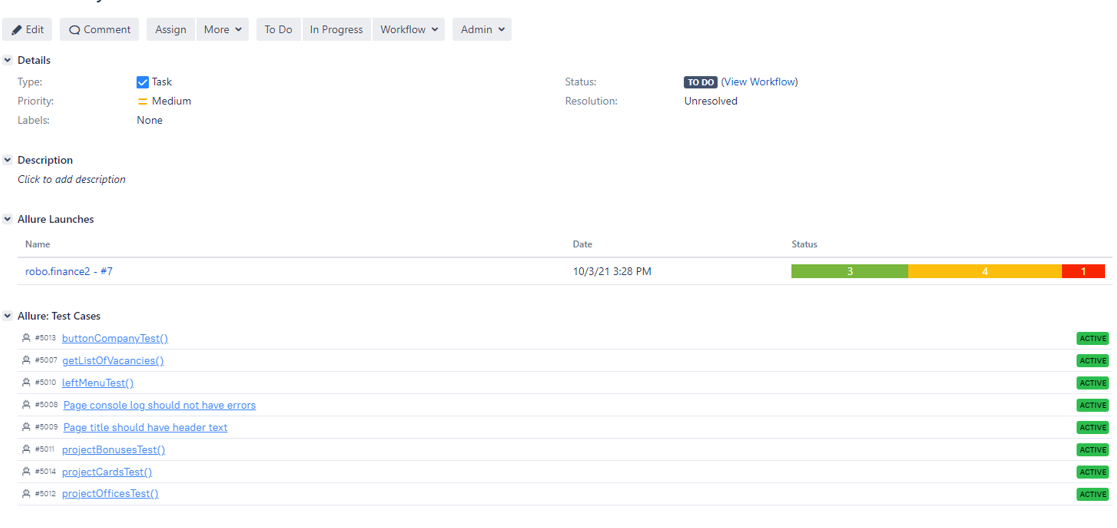 Edit Comment Assign More To Do In Progress Workflow Admin
Details
Type: Task Status: TO DO (View Workflow)
Priority: Medium Resolution: Unresolved
Labels: None
Description
Click to add description
Allure Launches
Name Date Status
robo.finance2 - #7 10/3/21 3:28 PM 3 4 1
Allure: Test Cases
#5013 buttonCompanyTest() ACTIVE
#5007 getListOfVacancies() ACTIVE
#5010 leftMenuTest() ACTIVE
#5008 Page console log should not have errors ACTIVE
#5009 Page title should have header text ACTIVE
#5011 projectBonusesTest() ACTIVE
#5014 projectCardsTest() ACTIVE
#5012 projectOfficesTest() ACTIVE